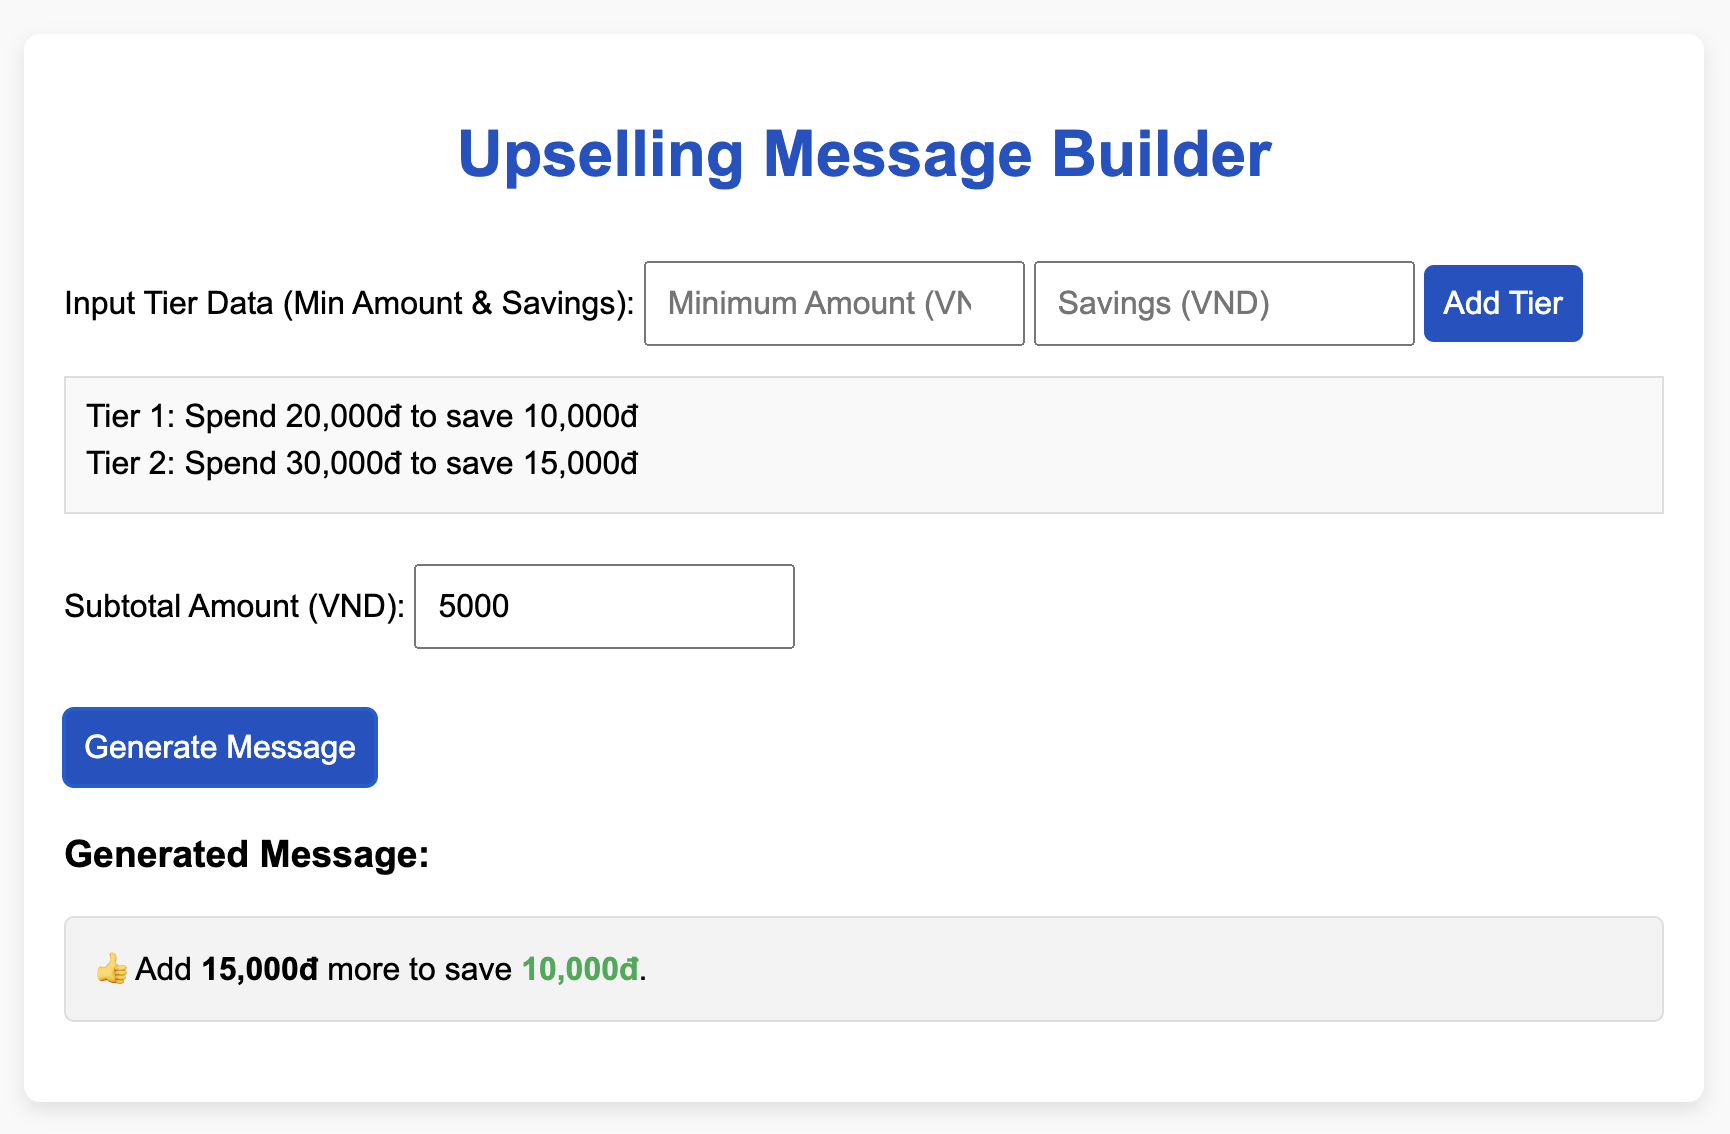 Upselling Message Builder
Input Tier Data (Min Amount & Savings): Minimum Amount (VN Savings (VND) Add Tier
Tier 1: Spend 20,000đ to save 10,000đ
Tier 2: Spend 30,000đ to save 15,000đ
Subtotal Amount (VND): 5000
Generate Message
Generated Message:
👍 Add 15,000đ more to save 10,000đ.